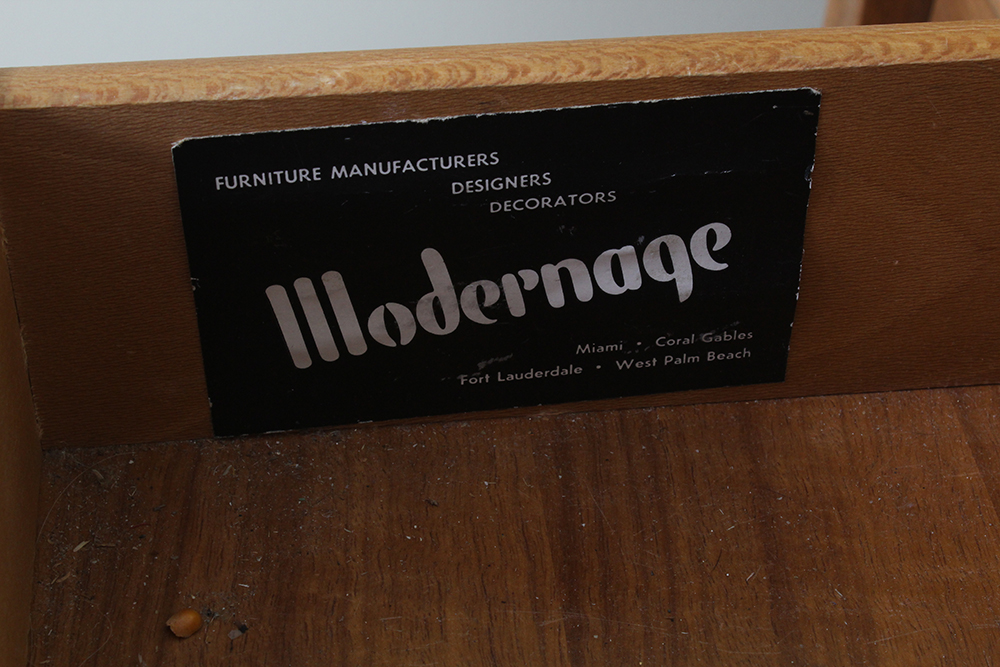 FURNITURE MANUFACTURERS
DESIGNERS
DECORATORS
Modernage
Miami • Coral Gables
Fort Lauderdale • West Palm Beach